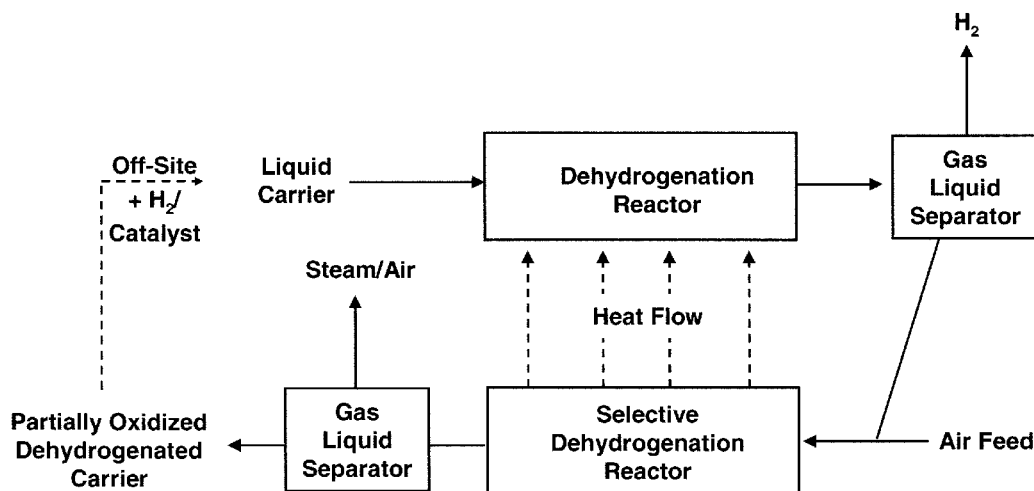 H2
Off-Site
+ H2/
Catalyst
Liquid
Carrier
Dehydrogenation
Reactor
Gas
Liquid
Separator
Steam/Air
Heat Flow
Partially Oxidized
Dehydrogenated
Carrier
Gas
Liquid
Separator
Selective
Dehydrogenation
Reactor
Air Feed